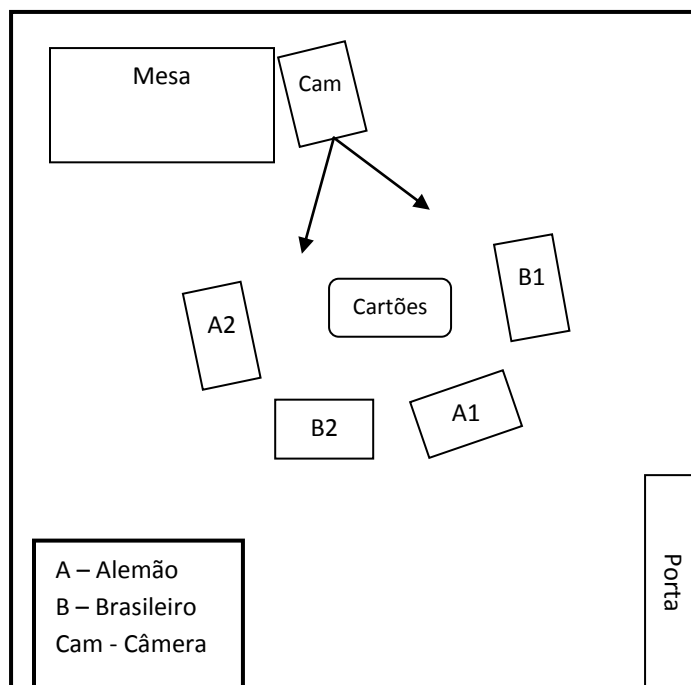 Mesa
Cam
B1
Cartões
A2
A1
B2
Porta
A – Alemão
B – Brasileiro
Cam - Câmera